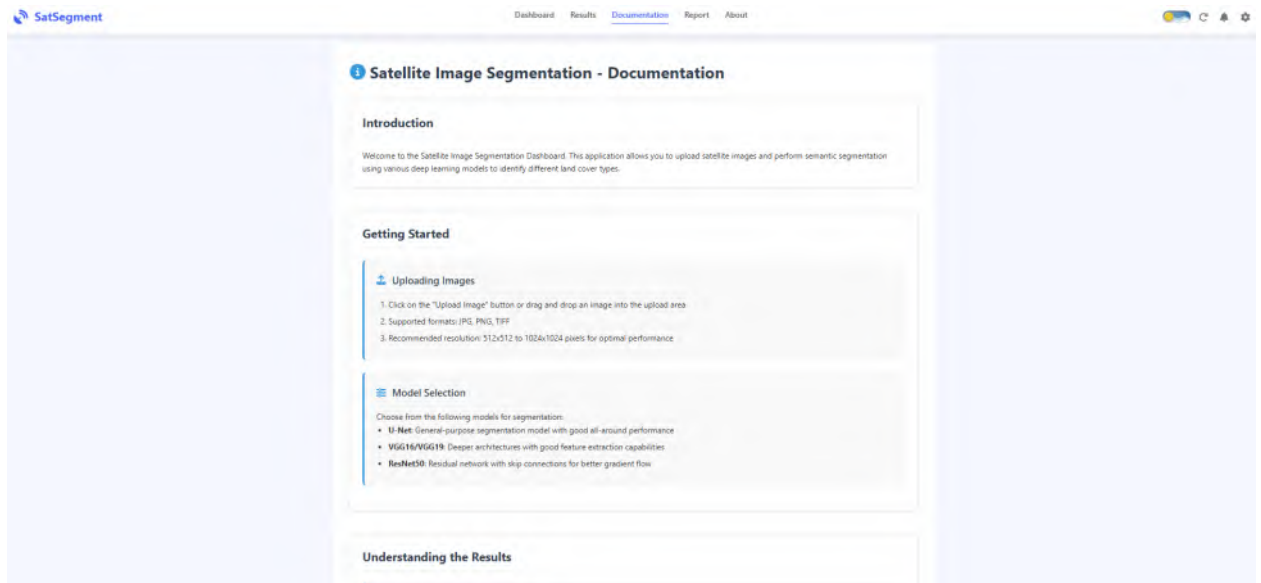 SatSegment
Dashboard Results Documentation Report About
Satellite Image Segmentation - Documentation
Introduction
Welcome to the Satellite Image Segmentation Dashboard. This application allows you to upload satellite images and perform semantic segmentation
using various deep learning models to identify different land cover types.
Getting Started
Uploading Images
1. Click on the "Upload Image" button or drag and drop an image into the upload area
2. Supported formats: JPG, PNG, TIFF
3. Recommended resolution: 512x512 to 1024x1024 pixels for optimal performance
Model Selection
Choose from the following models for segmentation:
• U-Net: General-purpose segmentation model with good all-around performance
• VGG16/VGG19: Deeper architectures with good feature extraction capabilities
• ResNet50: Residual network with skip connections for better gradient flow
Understanding the Results